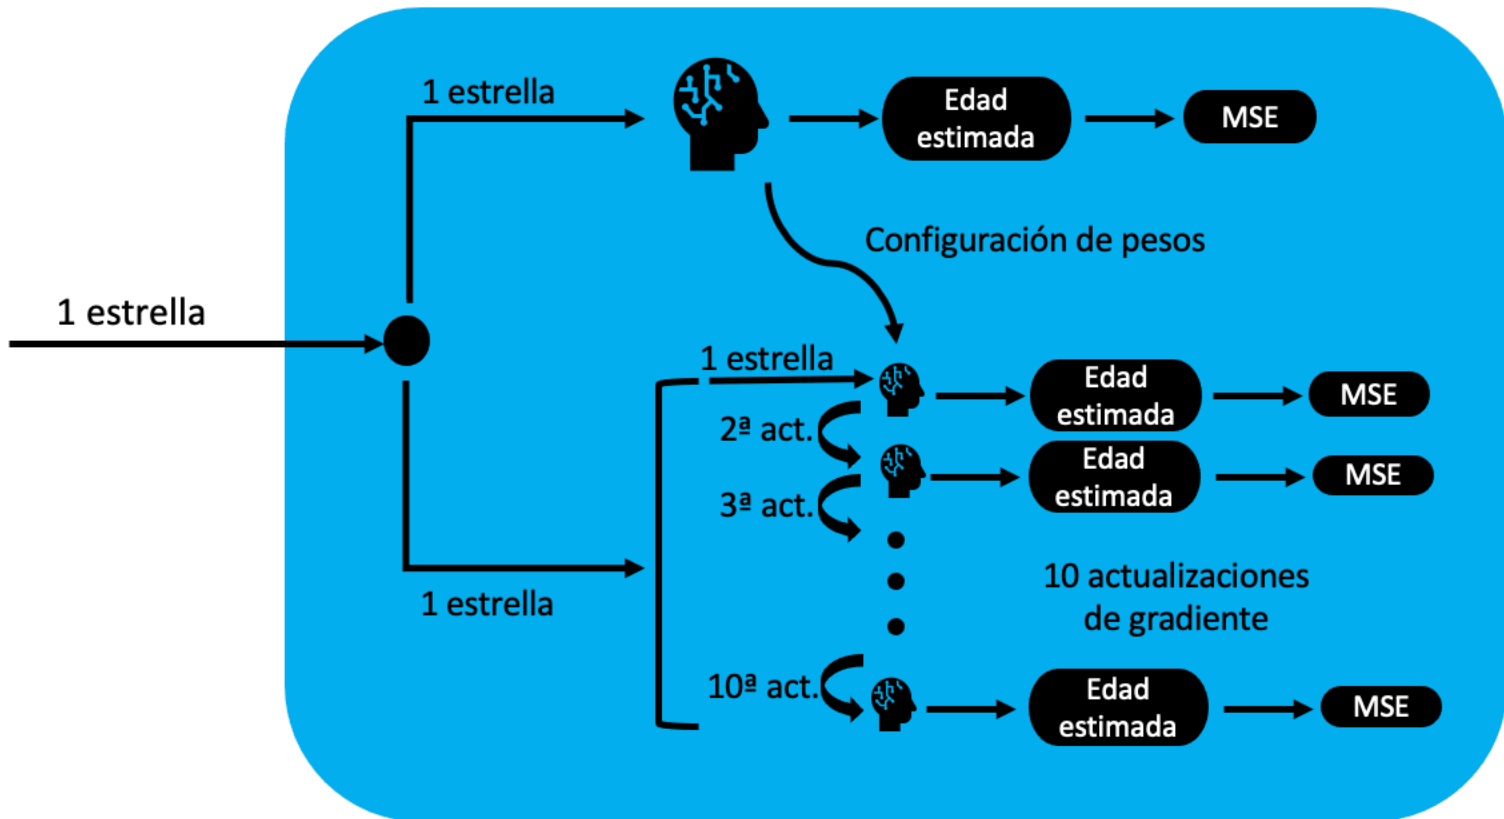 1 estrella
Edad
estimada
MSE
Configuración de pesos
1 estrella
1 estrella
Edad
estimada
MSE
2ª act.
Edad
estimada
MSE
3ª act.
1 estrella
10 actualizaciones
de gradiente
10ª act.
Edad
estimada
MSE